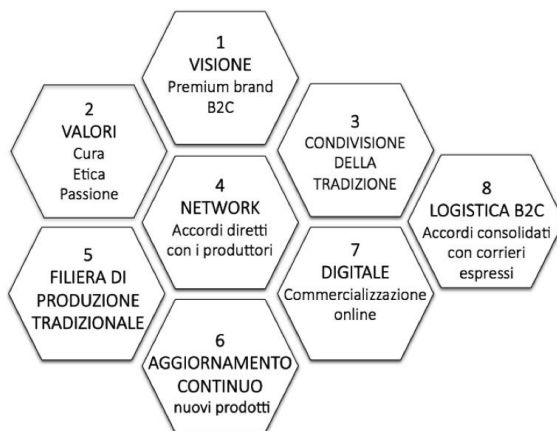 1
VISIONE
Premium brand
B2C
2
VALORI
Cura
Etica
Passione
3
CONDIVISIONE
DELLA
TRADIZIONE
4
NETWORK
Accordi diretti
con i produttori
5
FILIERA DI
PRODUZIONE
TRADIZIONALE
6
AGGIORNAMENTO
CONTINUO
nuovi prodotti
7
DIGITALE
Commercializzazione
online
8
LOGISTICA B2C
Accordi consolidati
con corrieri
espressi